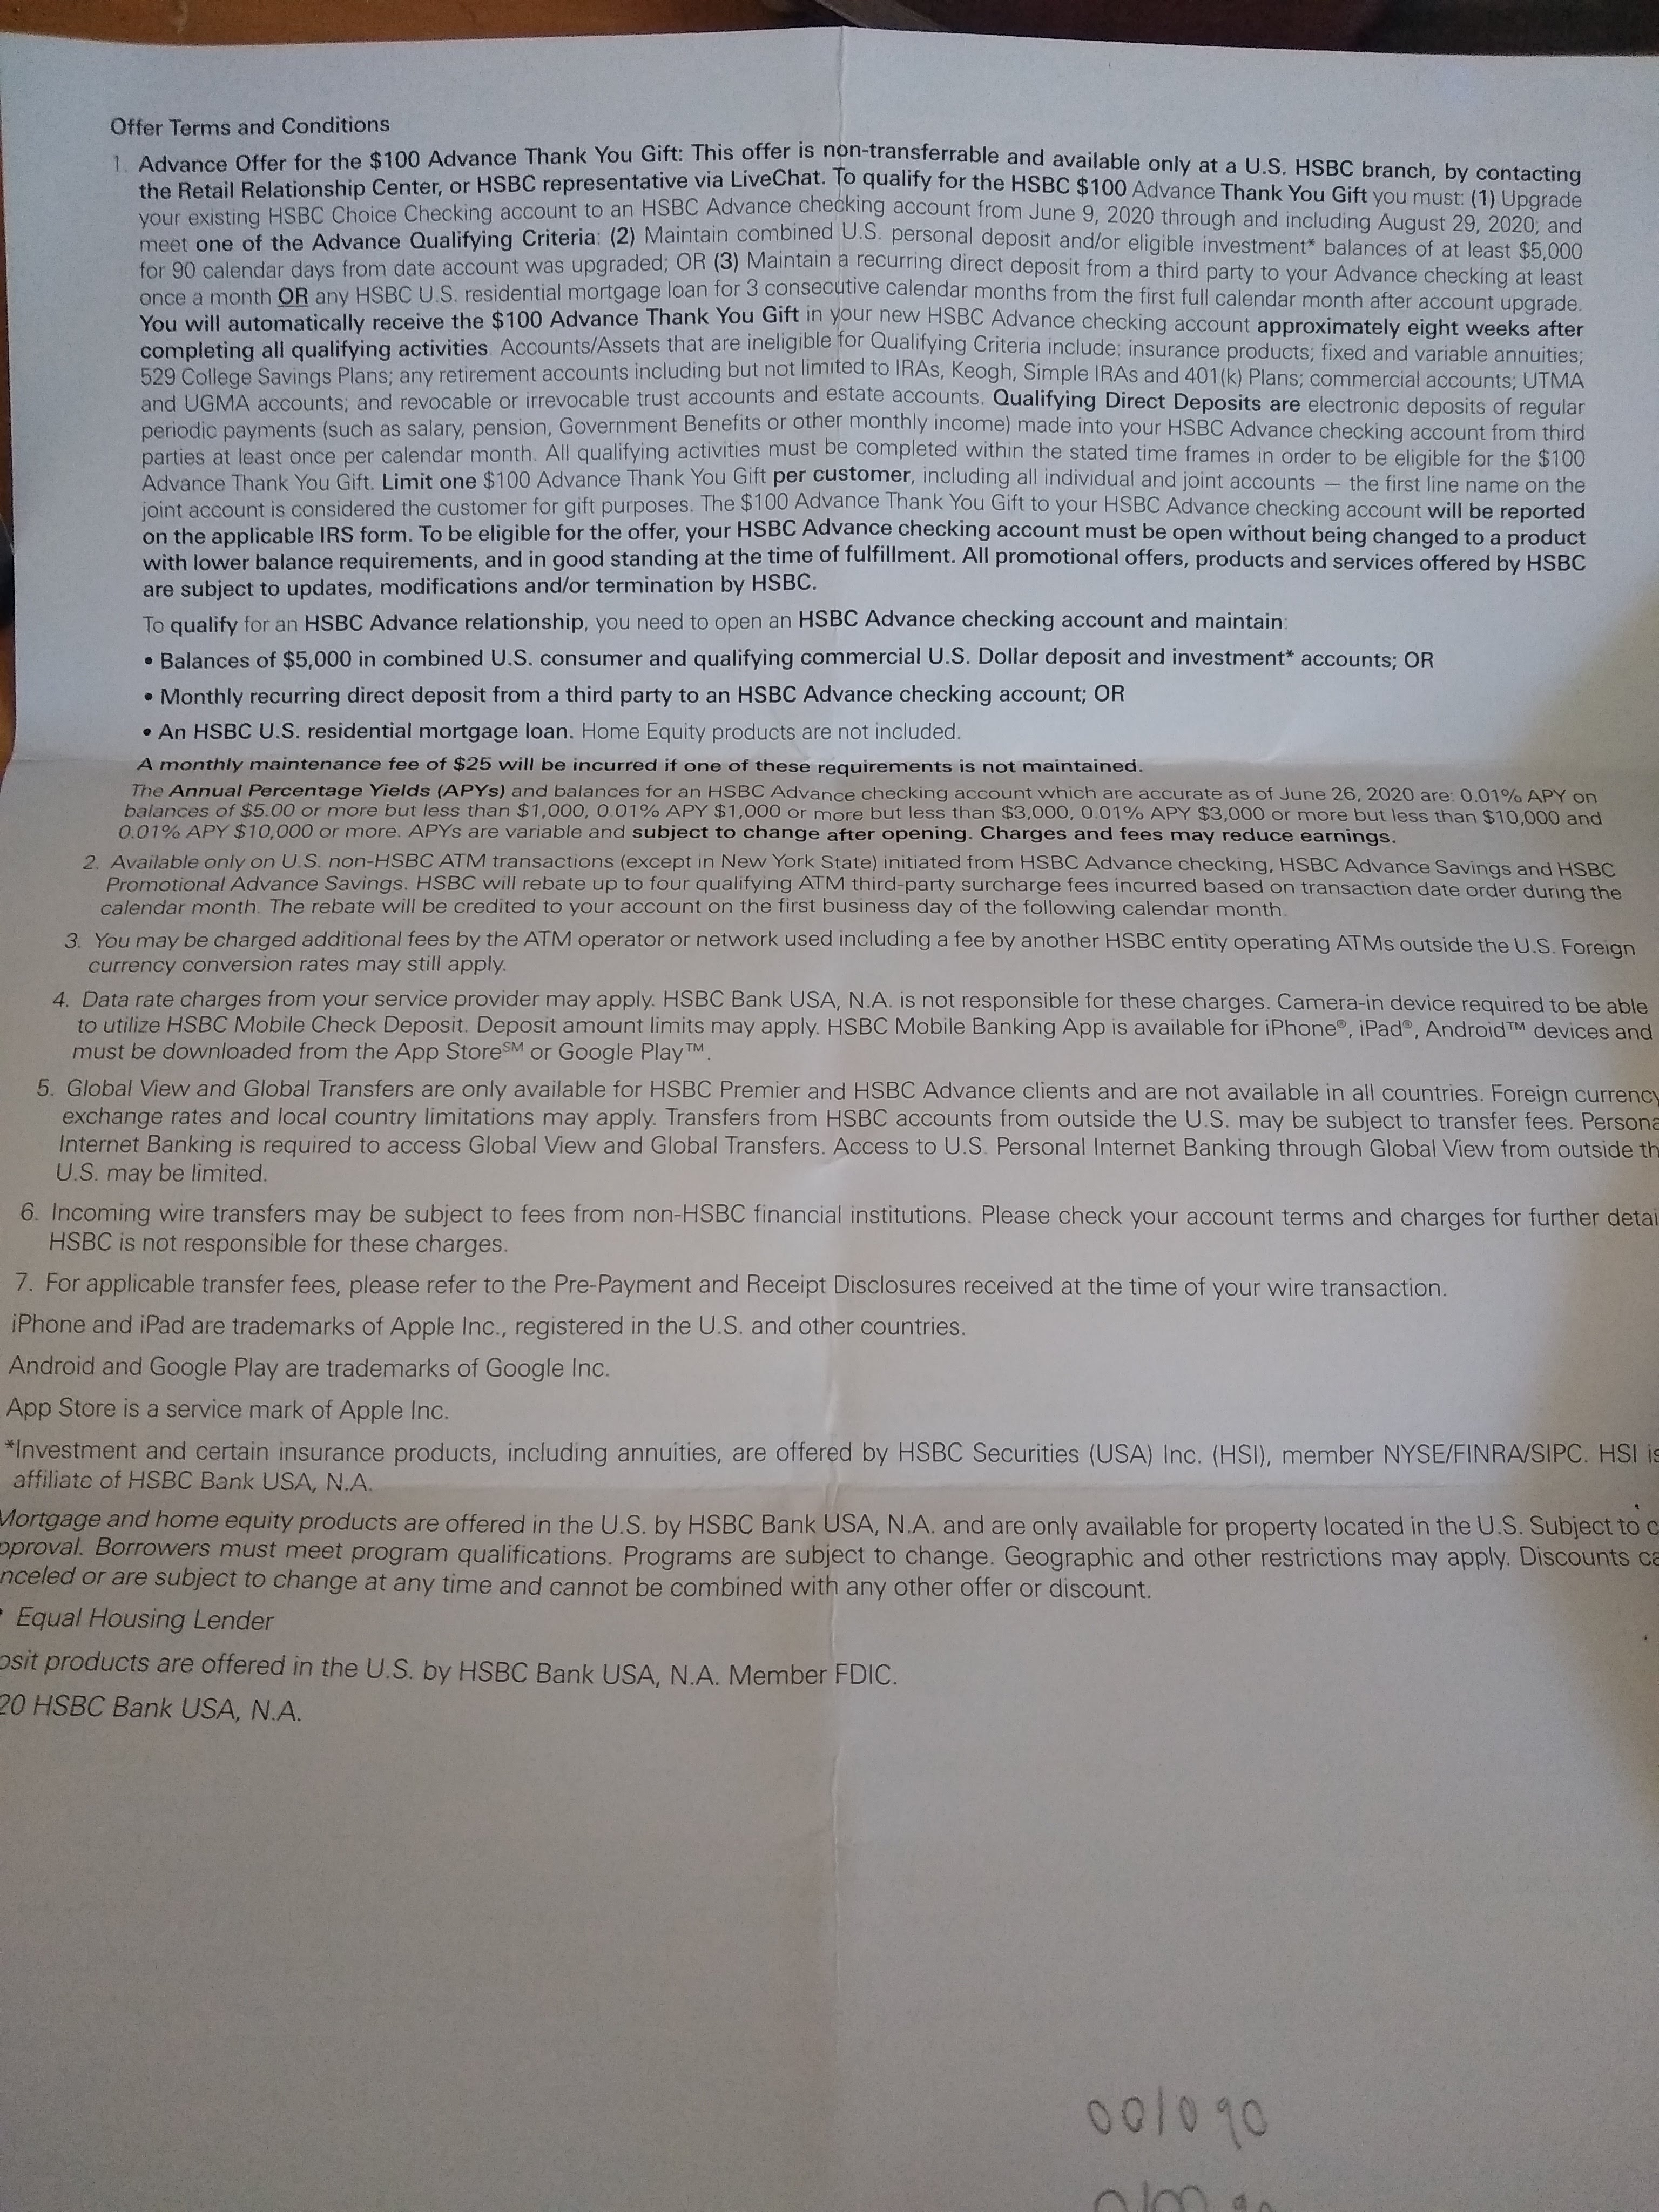 Offer Terms and Conditions
1. Advance Offer for the $100 Advance Thank You Gift: This offer is non-transferrable and available only at a U.S. HSBC branch, by contacting
the Retail Relationship Center, or HSBC representative via LiveChat. To qualify for the HSBC $100 Advance Thank You Gift you must: (1) Upgrade
your existing HSBC Choice Checking account to an HSBC Advance checking account from June 9, 2020 through and including August 29, 2020; and
meet one of the Advance Qualifying Criteria: (2) Maintain combined U.S. personal deposit and/or eligible investment* balances of at least $5,000
for 90 calendar days from date account was upgraded; OR (3) Maintain a recurring direct deposit from a third party to your Advance checking at least
once a month OR any HSBC U.S. residential mortgage loan for 3 consecutive calendar months from the first full calendar month after account upgrade.
You will automatically receive the $100 Advance Thank You Gift in your new HSBC Advance checking account approximately eight weeks after
completing all qualifying activities. Accounts/Assets that are ineligible for Qualifying Criteria include: insurance products; fixed and variable annuities;
529 College Savings Plans; any retirement accounts including but not limited to IRAs, Keogh, Simple IRAs and 401(k) Plans; commercial accounts; UTMA
and UGMA accounts; and revocable or irrevocable trust accounts and estate accounts. Qualifying Direct Deposits are electronic deposits of regular
periodic payments (such as salary, pension, Government Benefits or other monthly income) made into your HSBC Advance checking account from third
parties at least once per calendar month. All qualifying activities must be completed within the stated time frames in order to be eligible for the $100
Advance Thank You Gift. Limit one $100 Advance Thank You Gift per customer, including all individual and joint accounts — the first line name on the
joint account is considered the customer for gift purposes. The $100 Advance Thank You Gift to your HSBC Advance checking account will be reported
on the applicable IRS form. To be eligible for the offer, your HSBC Advance checking account must be open without being changed to a product
with lower balance requirements, and in good standing at the time of fulfillment. All promotional offers, products and services offered by HSBC
are subject to updates, modifications and/or termination by HSBC.
To qualify for an HSBC Advance relationship, you need to open an HSBC Advance checking account and maintain:
• Balances of $5,000 in combined U.S. consumer and qualifying commercial U.S. Dollar deposit and investment* accounts; OR
• Monthly recurring direct deposit from a third party to an HSBC Advance checking account; OR
• An HSBC U.S. residential mortgage loan. Home Equity products are not included.
A monthly maintenance fee of $25 will be incurred if one of these requirements is not maintained.
The Annual Percentage Yields (APYs) and balances for an HSBC Advance checking account which are accurate as of June 26, 2020 are: 0.01% APY on
balances of $5.00 or more but less than $1,000, 0.01% APY $1,000 or more but less than $3,000, 0.01% APY $3,000 or more but less than $10,000 and
0.01% APY $10,000 or more. APYs are variable and subject to change after opening. Charges and fees may reduce earnings.
2. Available only on U.S. non-HSBC ATM transactions (except in New York State) initiated from HSBC Advance checking, HSBC Advance Savings and HSBC
Promotional Advance Savings. HSBC will rebate up to four qualifying ATM third-party surcharge fees incurred based on transaction date order during the
calendar month. The rebate will be credited to your account on the first business day of the following calendar month.
3. You may be charged additional fees by the ATM operator or network used including a fee by another HSBC entity operating ATMs outside the U.S. Foreign
currency conversion rates may still apply.
4. Data rate charges from your service provider may apply. HSBC Bank USA, N.A. is not responsible for these charges. Camera-in device required to be able
to utilize HSBC Mobile Check Deposit. Deposit amount limits may apply. HSBC Mobile Banking App is available for iPhone®, iPad®, Android™ devices and
must be downloaded from the App Store℠ or Google Play™.
5. Global View and Global Transfers are only available for HSBC Premier and HSBC Advance clients and are not available in all countries. Foreign currency
exchange rates and local country limitations may apply. Transfers from HSBC accounts from outside the U.S. may be subject to transfer fees. Persona
Internet Banking is required to access Global View and Global Transfers. Access to U.S. Personal Internet Banking through Global View from outside th
U.S. may be limited.
6. Incoming wire transfers may be subject to fees from non-HSBC financial institutions. Please check your account terms and charges for further detai
HSBC is not responsible for these charges.
7. For applicable transfer fees, please refer to the Pre-Payment and Receipt Disclosures received at the time of your wire transaction.
iPhone and iPad are trademarks of Apple Inc., registered in the U.S. and other countries.
Android and Google Play are trademarks of Google Inc.
App Store is a service mark of Apple Inc.
*Investment and certain insurance products, including annuities, are offered by HSBC Securities (USA) Inc. (HSI), member NYSE/FINRA/SIPC. HSI is
affiliate of HSBC Bank USA, N.A.
Mortgage and home equity products are offered in the U.S. by HSBC Bank USA, N.A. and are only available for property located in the U.S. Subject to c
pproval. Borrowers must meet program qualifications. Programs are subject to change. Geographic and other restrictions may apply. Discounts ca
nceled or are subject to change at any time and cannot be combined with any other offer or discount.
Equal Housing Lender
osit products are offered in the U.S. by HSBC Bank USA, N.A. Member FDIC.
20 HSBC Bank USA, N.A.
001090